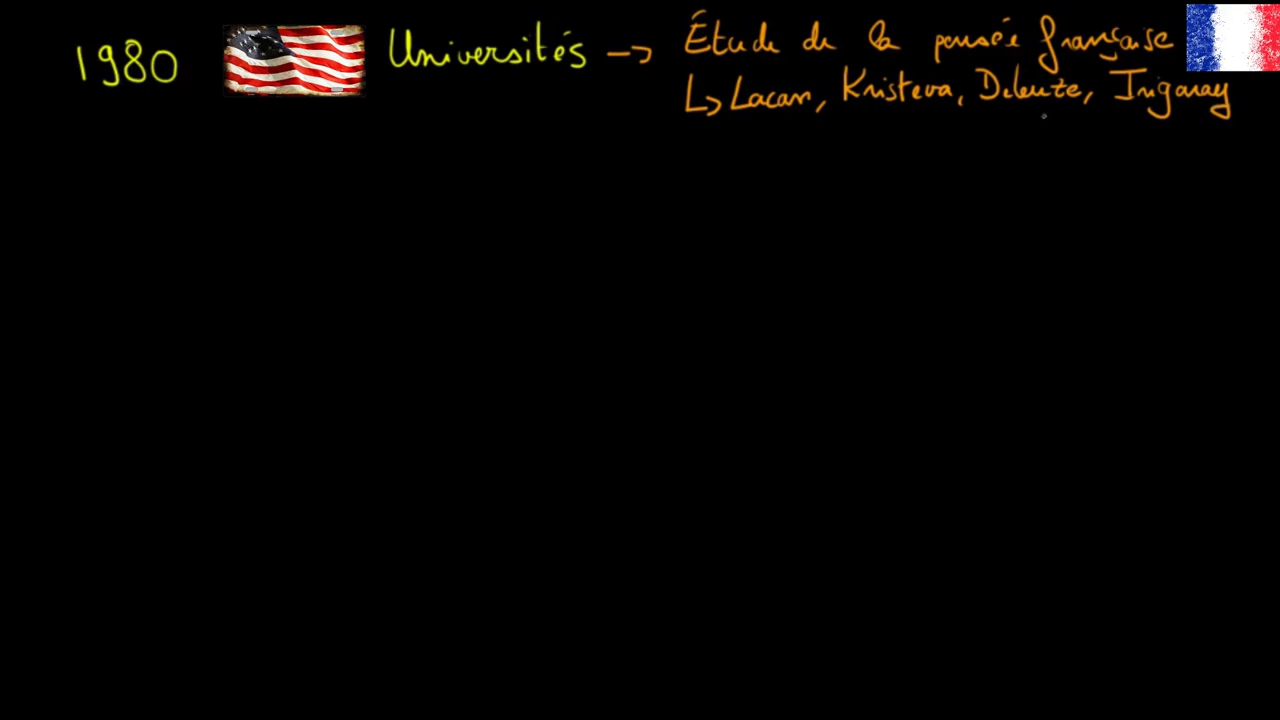 1980 Universités → Étude de la pensée française
↳ Lacan, Kristeva, Deleuze, Irigaray